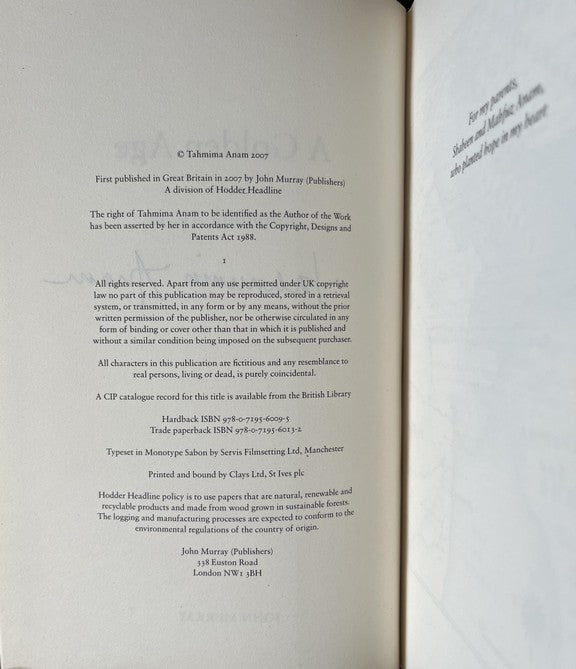 © Tahmima Anam 2007
First published in Great Britain in 2007 by John Murray (Publishers)
A division of Hodder Headline
The right of Tahmima Anam to be identified as the Author of the Work
has been asserted by her in accordance with the Copyright, Designs and
Patents Act 1988.
1
All rights reserved. Apart from any use permitted under UK copyright
law no part of this publication may be reproduced, stored in a retrieval
system, or transmitted, in any form or by any means, without the prior
written permission of the publisher, nor be otherwise circulated in any
form of binding or cover other than that in which it is published and
without a similar condition being imposed on the subsequent purchaser.
All characters in this publication are fictitious and any resemblance to
real persons, living or dead, is purely coincidental.
A CIP catalogue record for this title is available from the British Library
Hardback ISBN 978-0-7195-6009-5
Trade paperback ISBN 978-0-7195-6013-2
Typeset in Monotype Sabon by Servis Filmsetting Ltd, Manchester
Printed and bound by Clays Ltd, St Ives plc
Hodder Headline policy is to use papers that are natural, renewable and
recyclable products and made from wood grown in sustainable forests.
The logging and manufacturing processes are expected to conform to the
environmental regulations of the country of origin.
John Murray (Publishers)
338 Euston Road
London NW1 3BH
For my parents,
Shaheen and Mahfuz Anam,
who planted hope in my heart